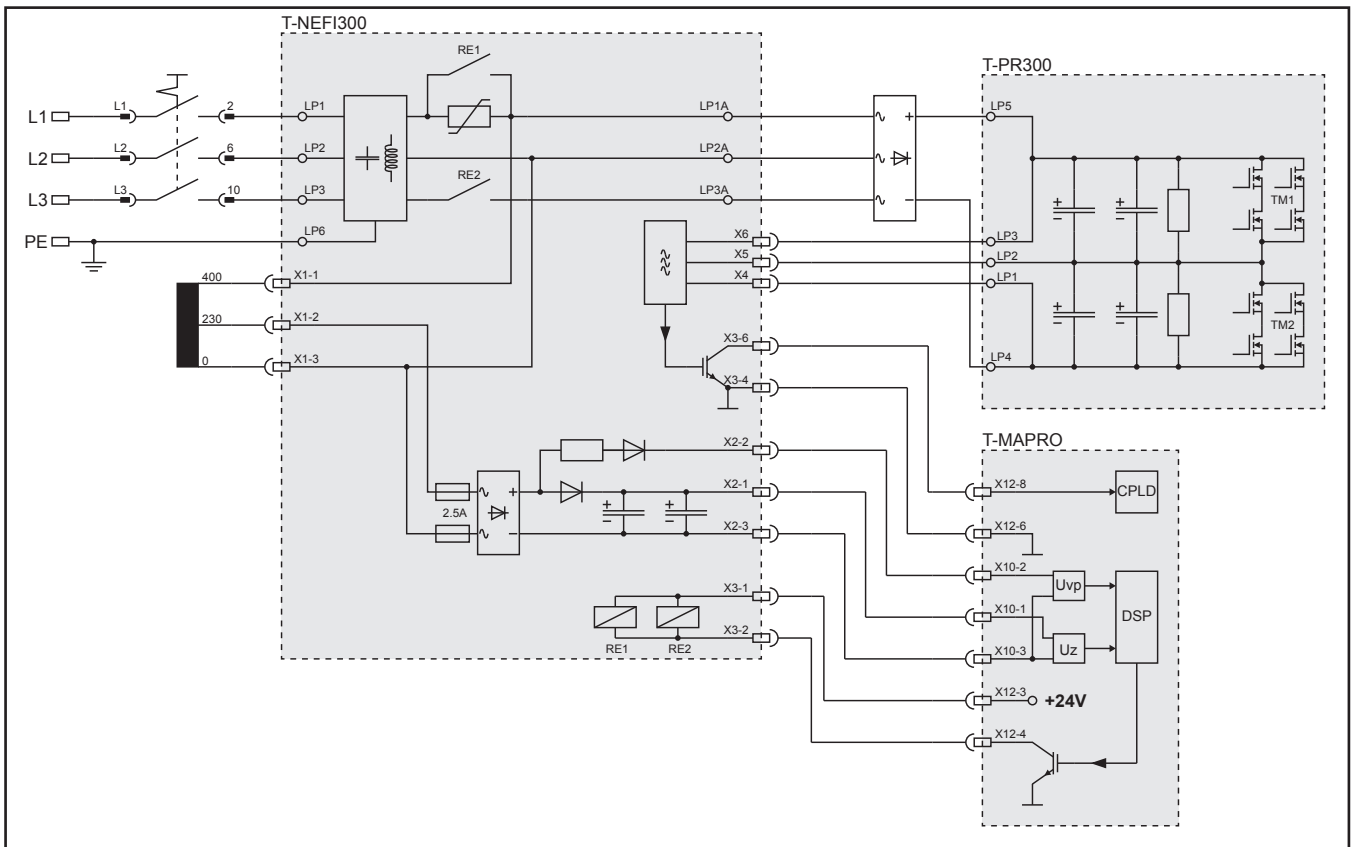 T-NEFI300
RE1
T-PR300
L1
L1
2
LP1
LP1A
LP5
L2
L2
6
LP2
LP2A
L3
L3
10
LP3
RE2
LP3A
TM1
PE
LP6
X6
LP3
X5
LP2
400
X1-1
X4
LP1
230
X1-2
TM2
X3-6
0
X1-3
LP4
X3-4
X2-2
T-MAPRO
X2-1
X12-8
CPLD
2.5A
X2-3
X12-6
X10-2
Uvp
X3-1
X10-1
DSP
X3-2
RE1
RE2
X10-3
Uz
X12-3
+24V
X12-4